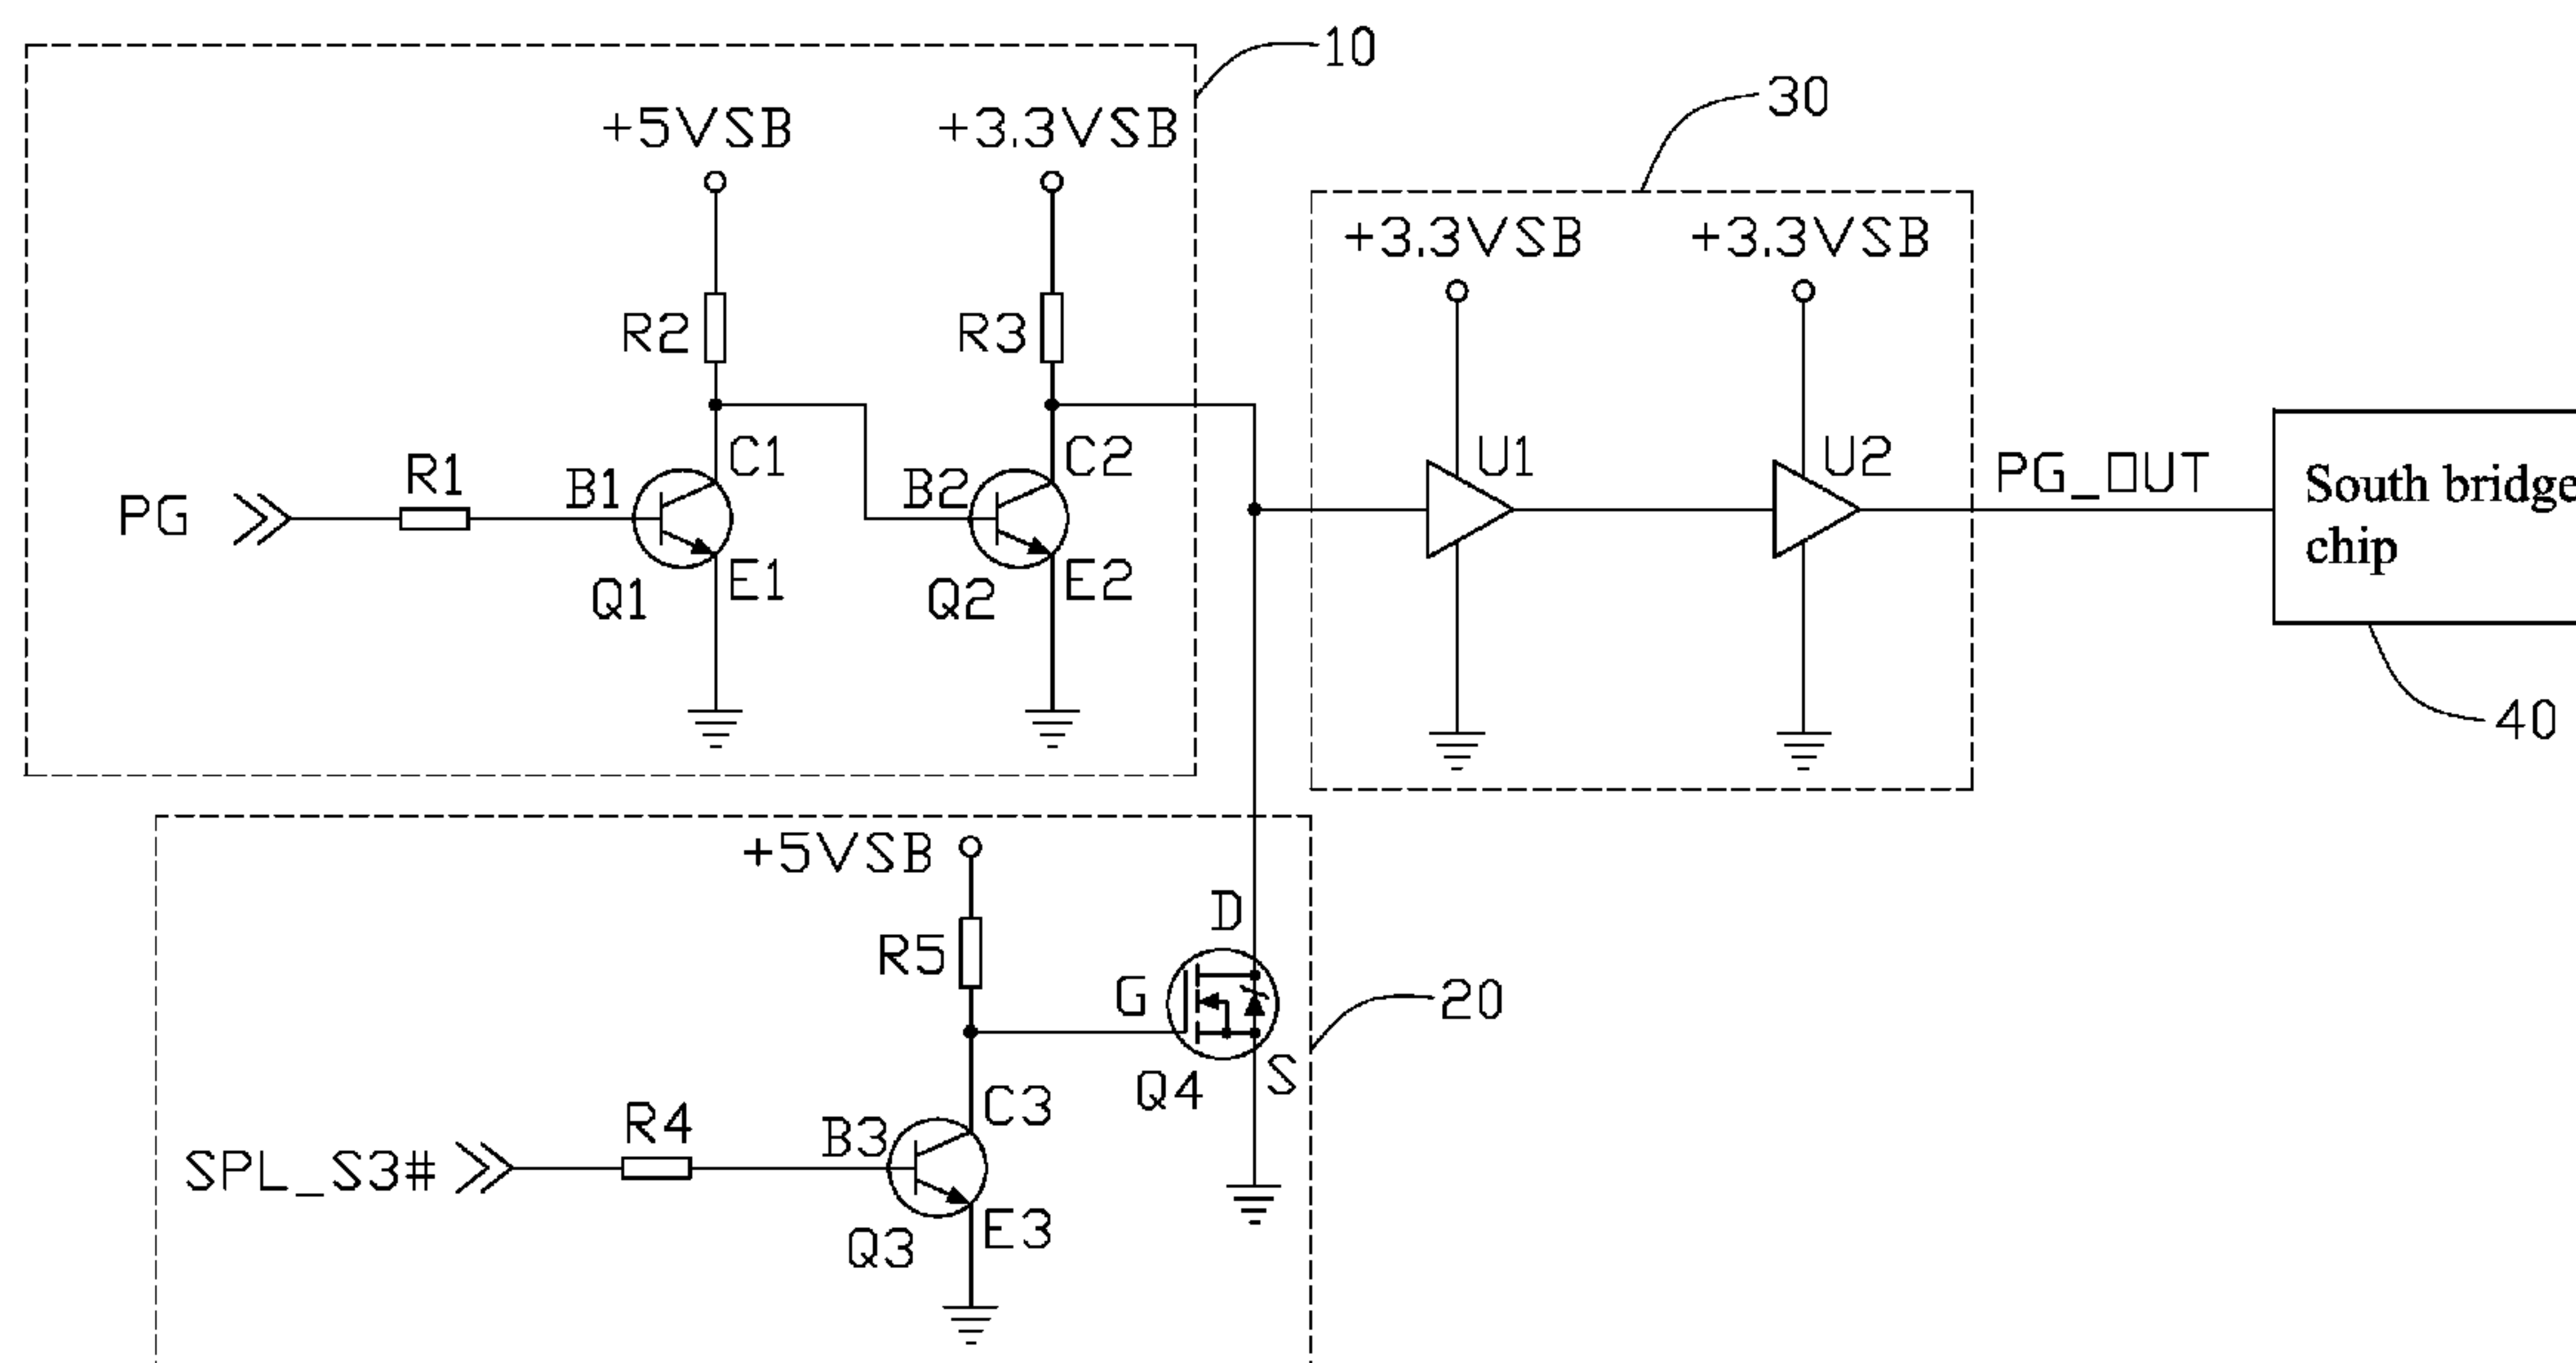 10
30
+5VSB
+3.3VSB
+3.3VSB
+3.3VSB
R2
R3
PG
R1
B1
C1
Q1
E1
B2
C2
Q2
E2
U1
U2
PG_OUT
South bridge
chip
40
+5VSB
R5
D
G
Q4
S
20
SPL_S3#
R4
B3
C3
Q3
E3